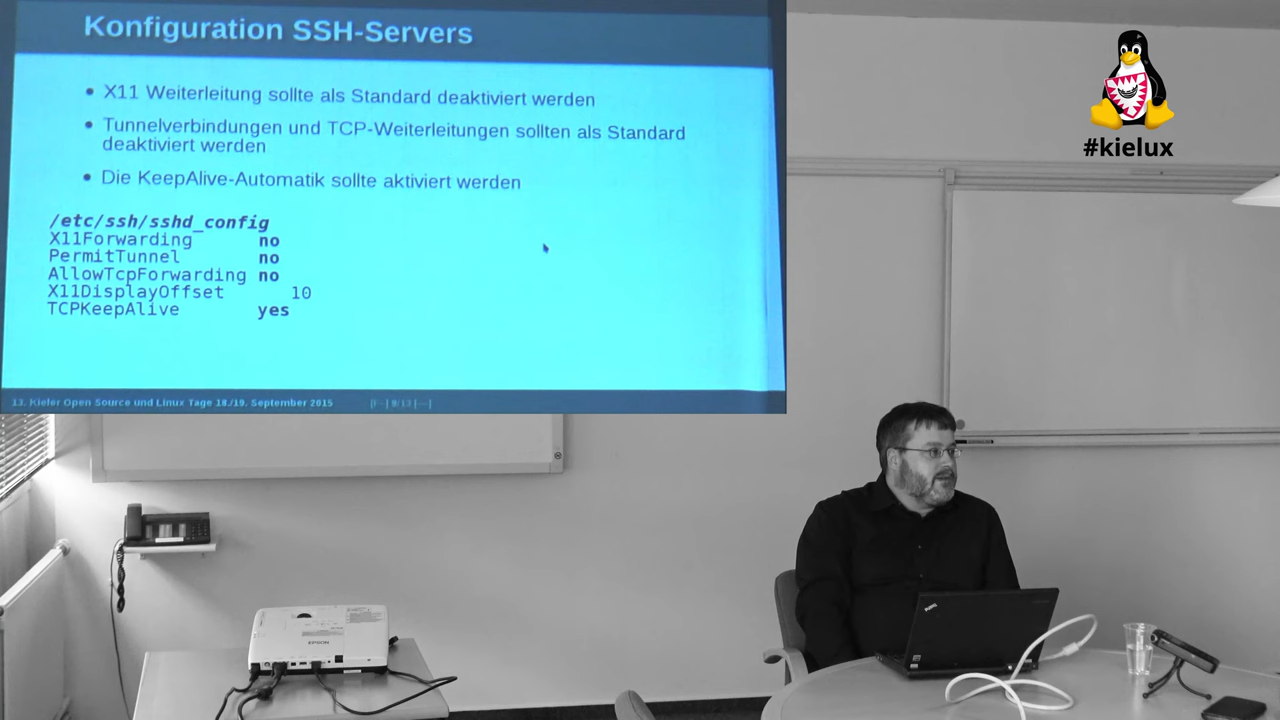 Konfiguration SSH-Servers
• X11 Weiterleitung sollte als Standard deaktiviert werden
• Tunnelverbindungen und TCP-Weiterleitungen sollten als Standard
deaktiviert werden
• Die KeepAlive-Automatik sollte aktiviert werden
/etc/ssh/sshd_config
X11Forwarding no
PermitTunnel no
AllowTcpForwarding no
X11DisplayOffset 10
TCPKeepAlive yes
13. Kieler Open Source und Linux Tage 18./19. September 2015
#kielux
EPSON